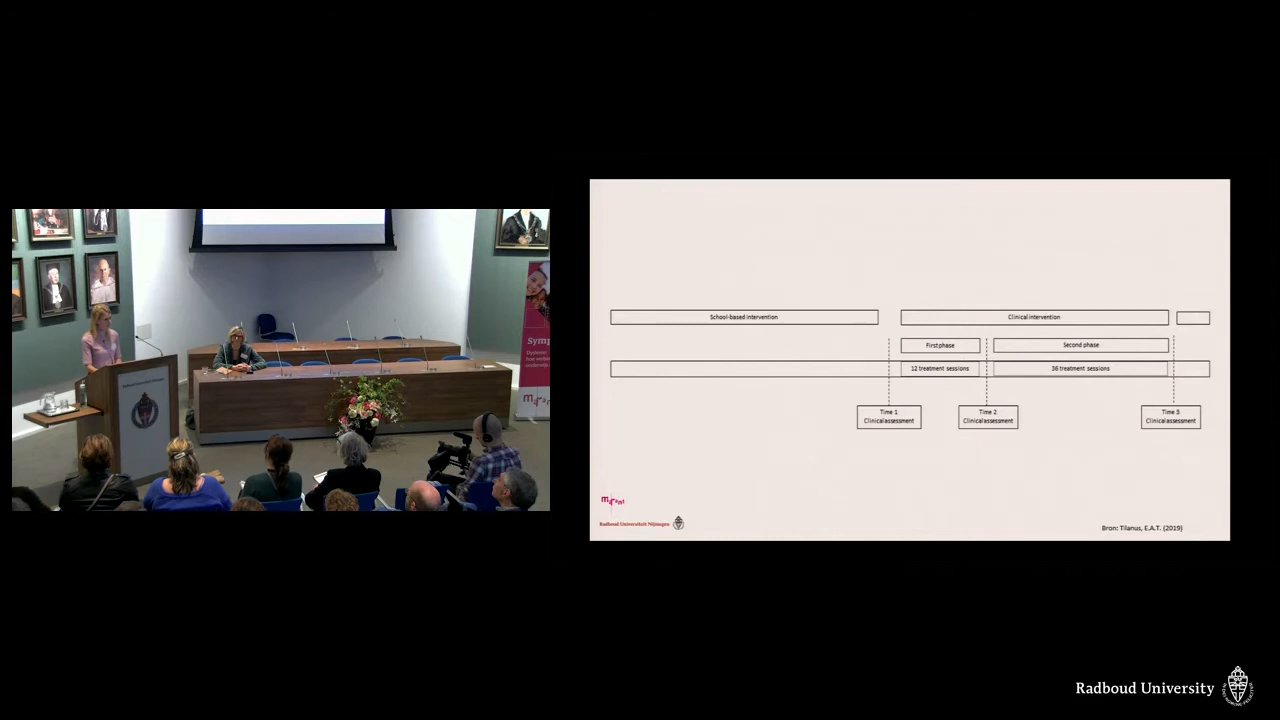 School-based intervention
Clinical intervention
First phase
Second phase
12 treatment sessions
36 treatment sessions
Time 1
Clinical assessment
Time 2
Clinical assessment
Time 3
Clinical assessment
Radboud Universiteit Nijmegen
Bron: Tilanus, E.A.T. (2019)
Symp
Radboud University